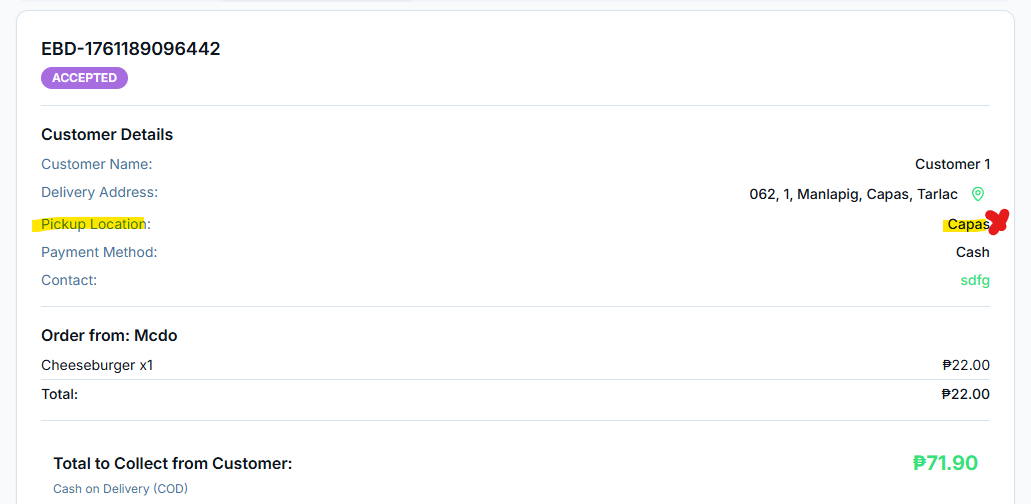 EBD-1761189096442
ACCEPTED
Customer Details
Customer Name: Customer 1
Delivery Address: 062, 1, Manlapig, Capas, Tarlac
Pickup Location: Capas
Payment Method: Cash
Contact: sdfg
Order from: Mcdo
Cheeseburger x1 ₱22.00
Total: ₱22.00
Total to Collect from Customer: ₱71.90
Cash on Delivery (COD)